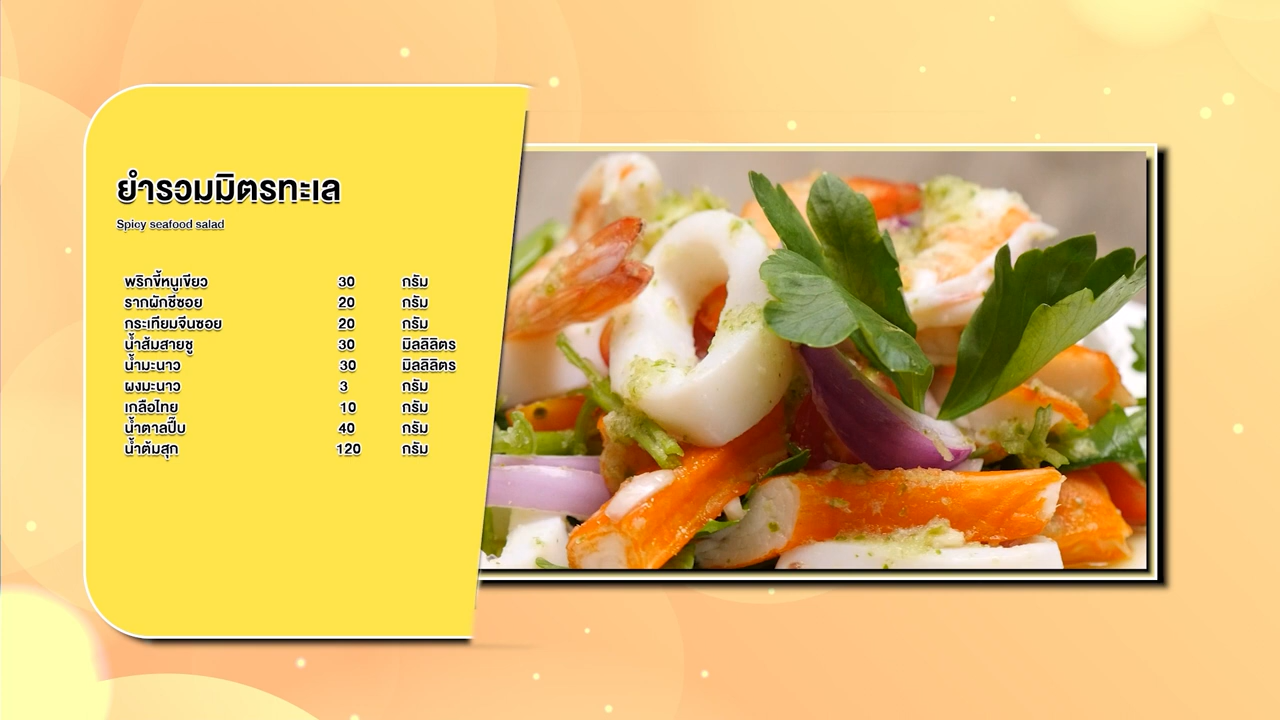 ยำรวมมิตรทะเล
Spicy seafood salad
พริกขี้หนูเขียว 30 กรัม
รากผักชีซอย 20 กรัม
กระเทียมจีนซอย 20 กรัม
น้ำส้มสายชู 30 มิลลิลิตร
น้ำมะนาว 30 มิลลิลิตร
ผงมะนาว 3 กรัม
เกลือไทย 10 กรัม
น้ำตาลปี๊บ 40 กรัม
น้ำต้มสุก 120 กรัม